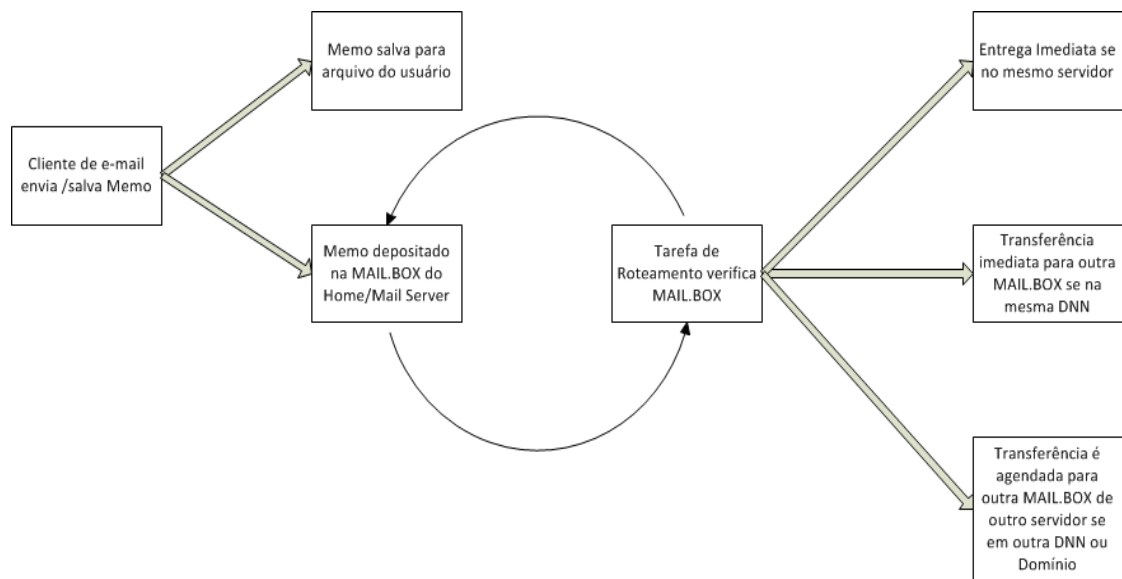 Cliente de e-mail
envia /salva Memo
Memo salva para
arquivo do usuário
Memo depositado
na MAIL.BOX do
Home/Mail Server
Tarefa de
Roteamento verifica
MAIL.BOX
Entrega Imediata se
no mesmo servidor
Transferência
imediata para outra
MAIL.BOX se na
mesma DNN
Transferência é
agendada para
outra MAIL.BOX de
outro servidor se
em outra DNN ou
Domínio